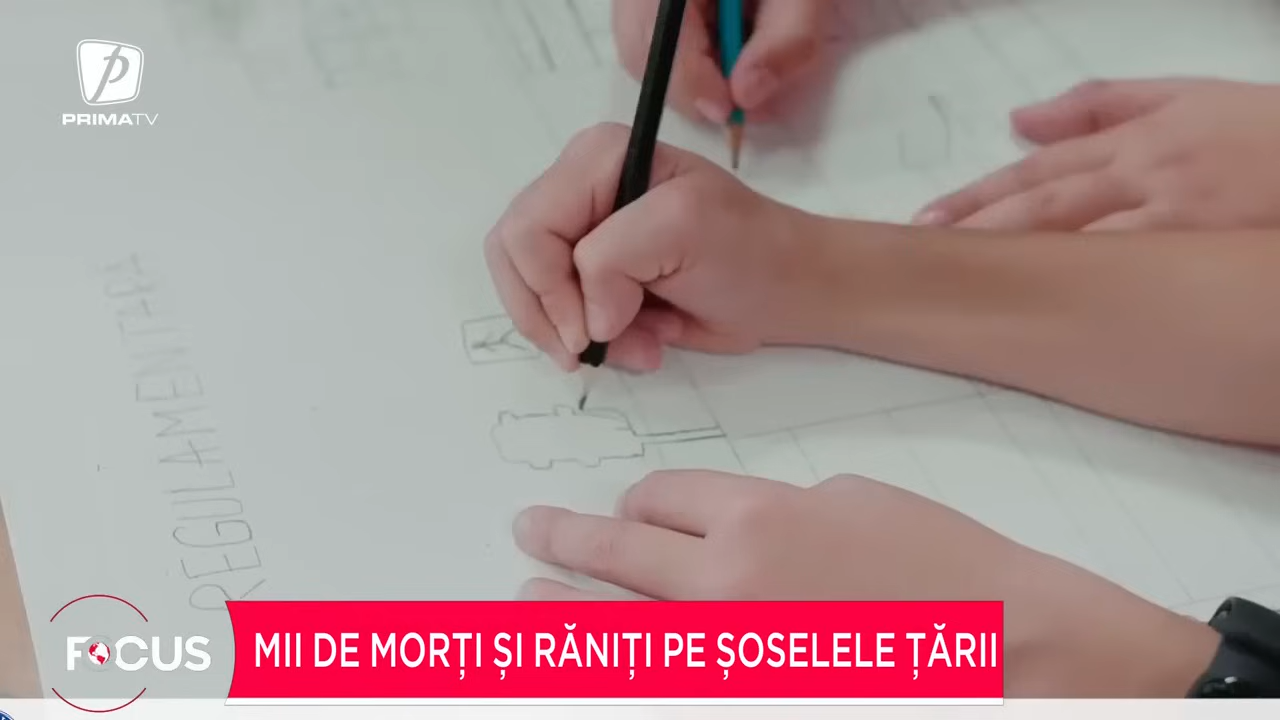 PRIMATV
REGULAMENTAR
FOCUS
MII DE MORȚI ȘI RĂNIȚI PE ȘOSELELE ȚĂRII